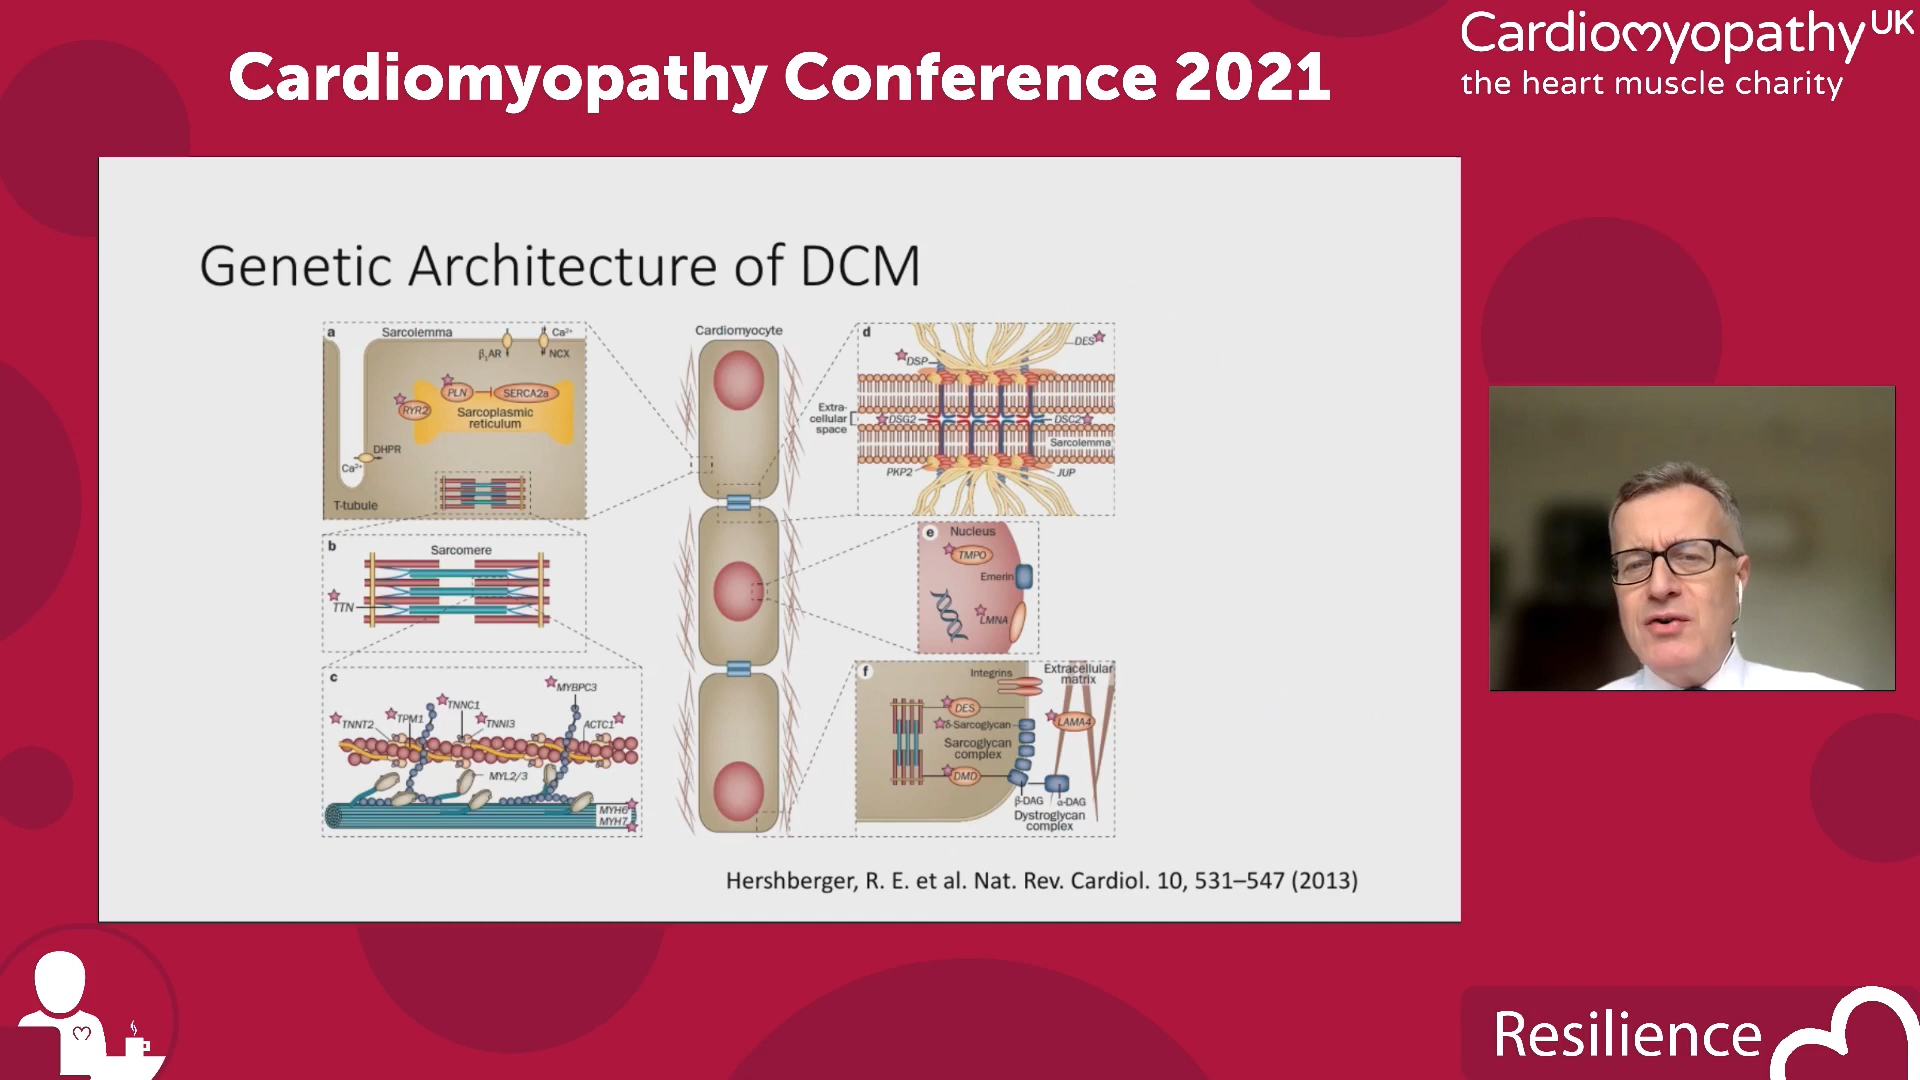 Cardiomyopathy Conference 2021
Cardiomyopathy UK
the heart muscle charity
Genetic Architecture of DCM
a
Sarcolemma
Ca²⁺
β₁AR
NCX
PLN
SERCA2a
RYR2
Sarcoplasmic
reticulum
DHPR
Ca²⁺
T-tubule
b
Sarcomere
TTN
c
MYBPC3
TNNC1
TNNT2
TPM1
TNNI3
ACTC1
MYL2/3
MYH6
MYH7
Cardiomyocyte
d
DES
DSP
Extra-
cellular
space
DSG2
DSC2
Sarcolemma
PKP2
JUP
e
Nucleus
TMPO
Emerin
LMNA
f
Integrins
Extracellular
matrix
DES
δ-Sarcoglycan
LAMA4
Sarcoglycan
complex
DMD
β-DAG
α-DAG
Dystroglycan
complex
Hershberger, R. E. et al. Nat. Rev. Cardiol. 10, 531–547 (2013)
Resilience